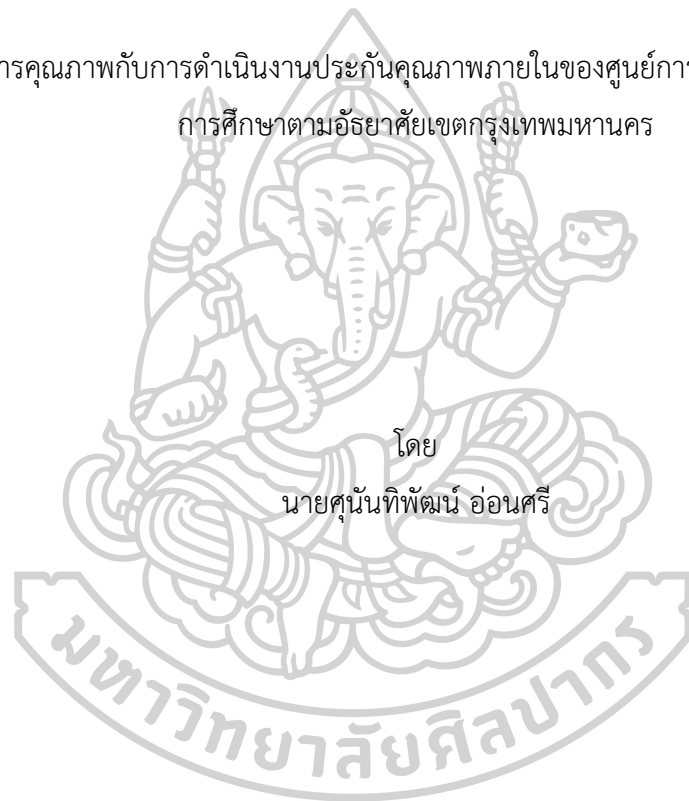 ารคุณภาพกับการดำเนินงานประกันคุณภาพภายในของศูนย์การ
การศึกษาตามอัธยาศัยเขตกรุงเทพมหานคร
โดย
นายศุนันทิพัฒน์ อ่อนศรี
มหาวิทยาลัยศิลปากร